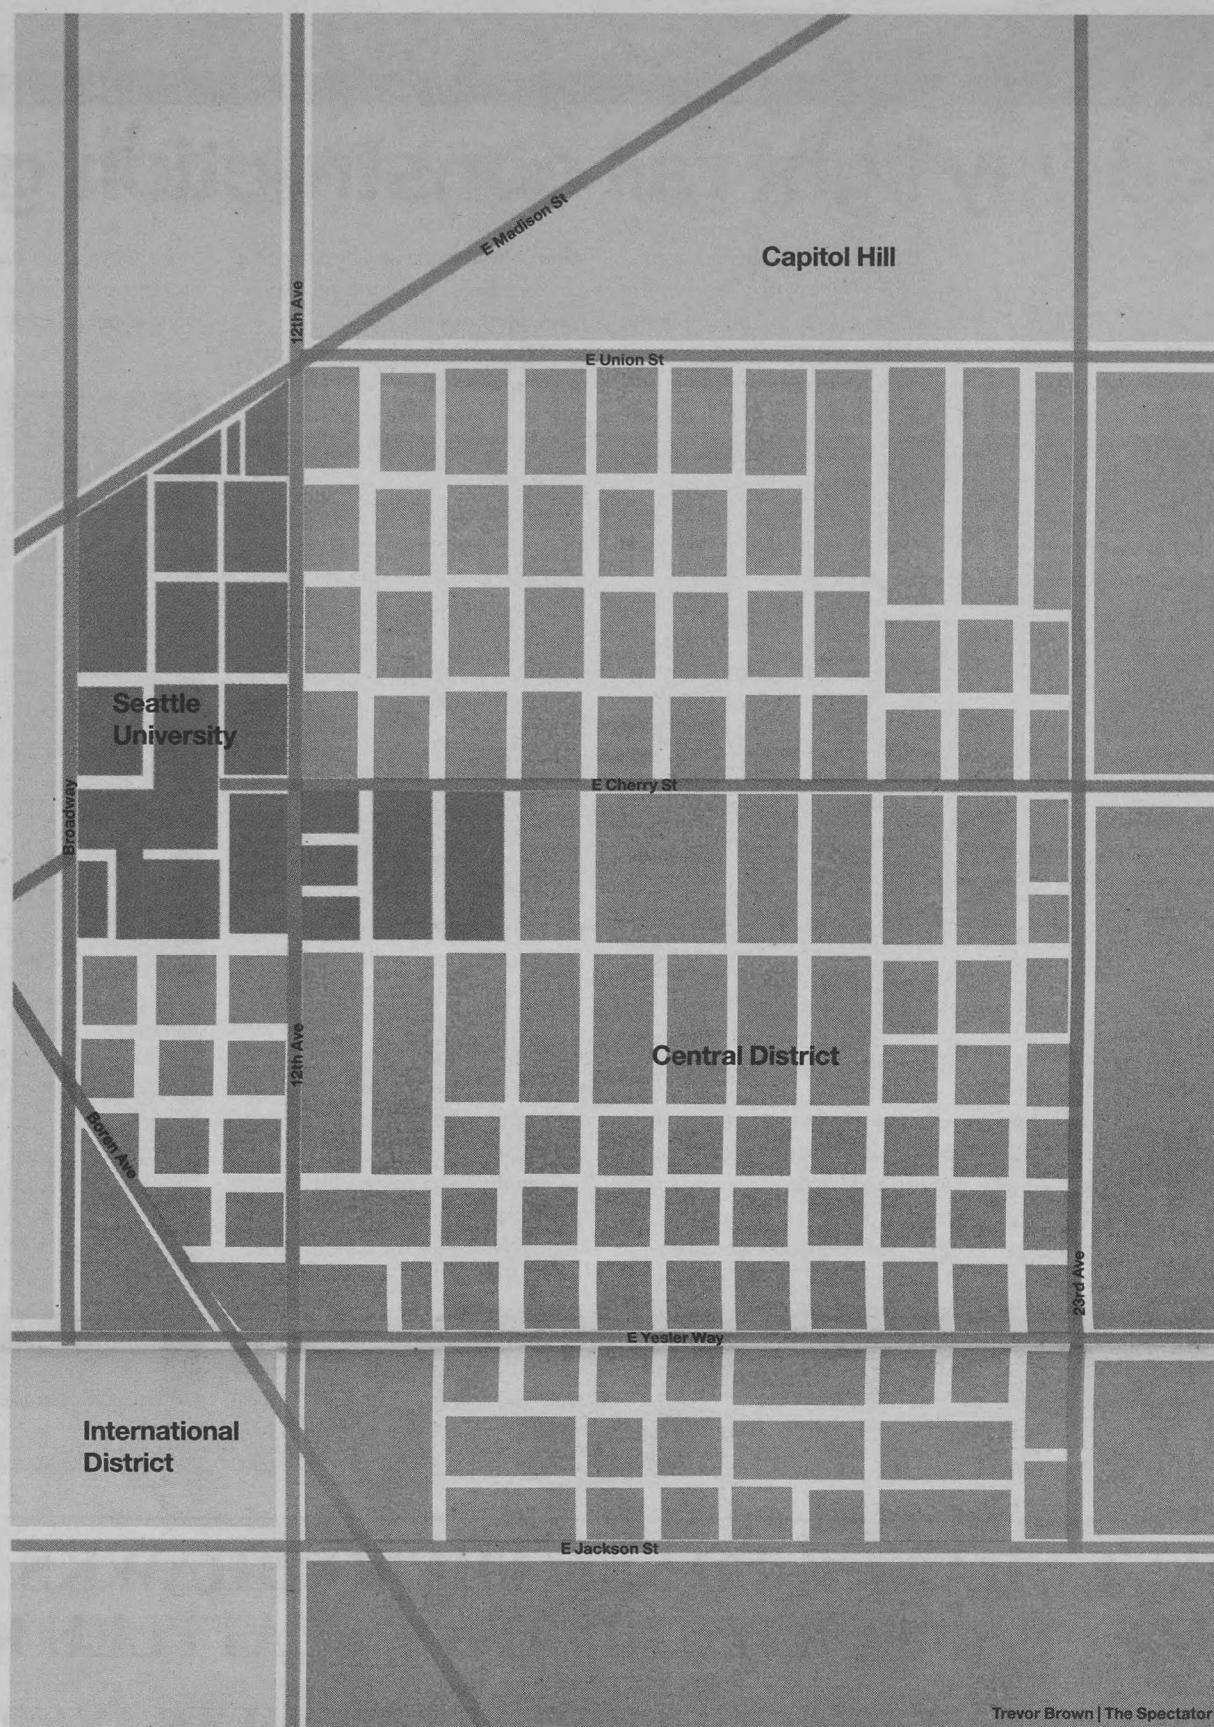 E Madison St
Capitol Hill
12th Ave
E Union St
Seattle
University
E Cherry St
Broadway
12th Ave
Central District
Boren Ave
23rd Ave
E Yesler Way
International
District
E Jackson St
Trevor Brown | The Spectator